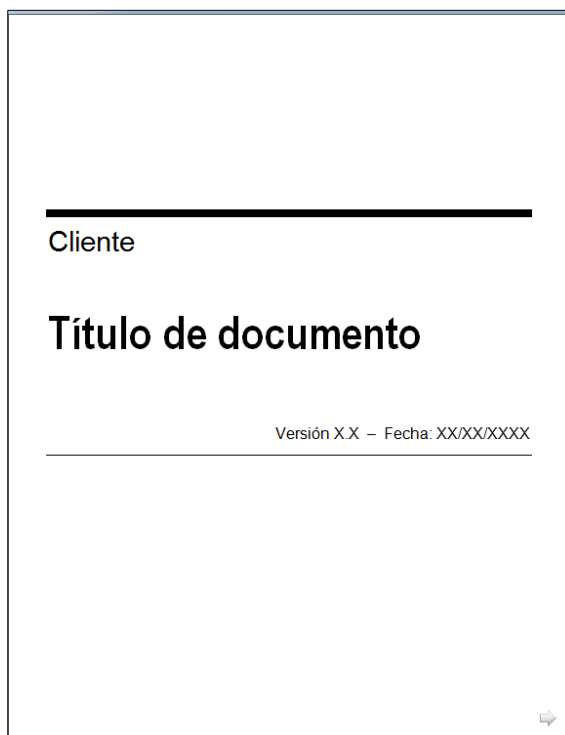 Cliente
Título de documento
Versión X.X – Fecha: XX/XX/XXXX